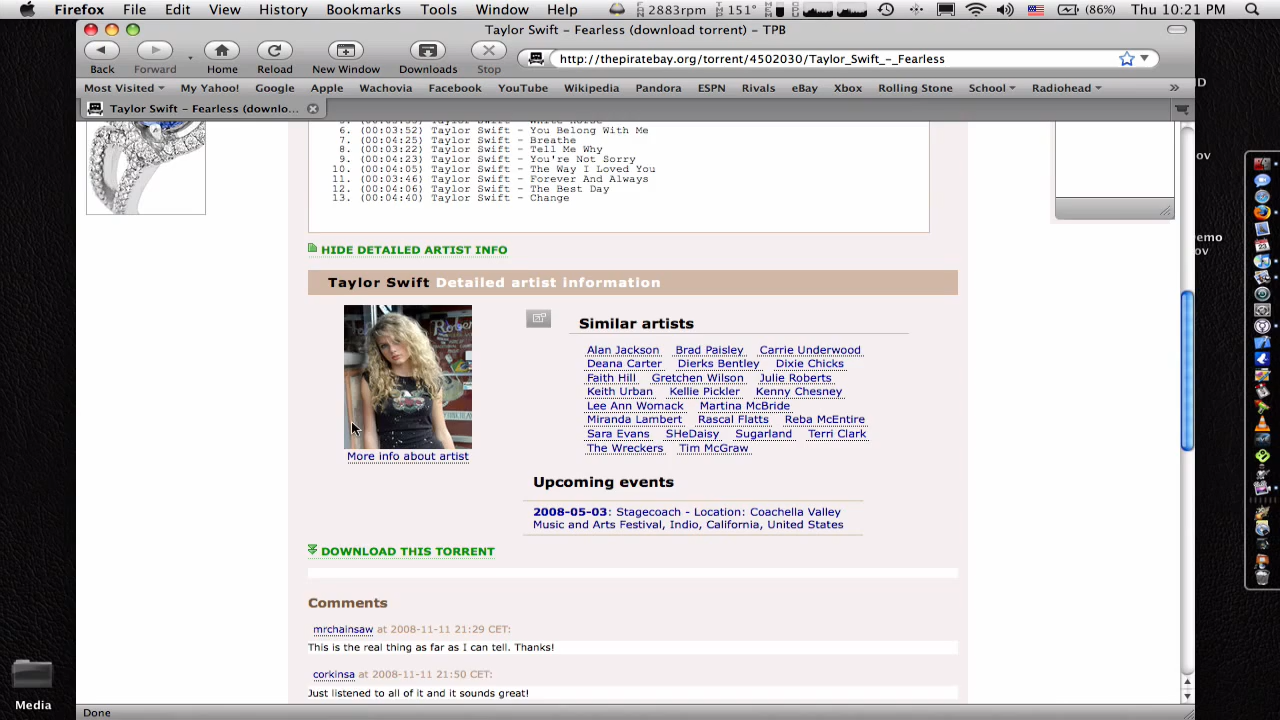 Firefox File Edit View History Bookmarks Tools Window Help 2883rpm 151° (86%) Thu 10:21 PM
Taylor Swift - Fearless (download torrent) - TPB
Back Forward Home Reload New Window Downloads Stop http://thepiratebay.org/torrent/4502030/Taylor_Swift_-_Fearless
Most Visited My Yahoo! Google Apple Wachovia Facebook YouTube Wikipedia Pandora ESPN Rivals eBay Xbox Rolling Stone School Radiohead »
Taylor Swift - Fearless (downlo...
6. (00:03:52) Taylor Swift - You Belong With Me
7. (00:04:25) Taylor Swift - Breathe
8. (00:03:22) Taylor Swift - Tell Me Why
9. (00:04:23) Taylor Swift - You're Not Sorry
10. (00:04:05) Taylor Swift - The Way I Loved You
11. (00:03:46) Taylor Swift - Forever And Always
12. (00:04:06) Taylor Swift - The Best Day
13. (00:04:40) Taylor Swift - Change
HIDE DETAILED ARTIST INFO
Taylor Swift Detailed artist information
More info about artist
Similar artists
Alan Jackson Brad Paisley Carrie Underwood
Deana Carter Dierks Bentley Dixie Chicks
Faith Hill Gretchen Wilson Julie Roberts
Keith Urban Kellie Pickler Kenny Chesney
Lee Ann Womack Martina McBride
Miranda Lambert Rascal Flatts Reba McEntire
Sara Evans SHeDaisy Sugarland Terri Clark
The Wreckers Tim McGraw
Upcoming events
2008-05-03: Stagecoach - Location: Coachella Valley
Music and Arts Festival, Indio, California, United States
DOWNLOAD THIS TORRENT
Comments
mrchainsaw at 2008-11-11 21:29 CET:
This is the real thing as far as I can tell. Thanks!
corkinsa at 2008-11-11 21:50 CET:
Just listened to all of it and it sounds great!
Done
Media